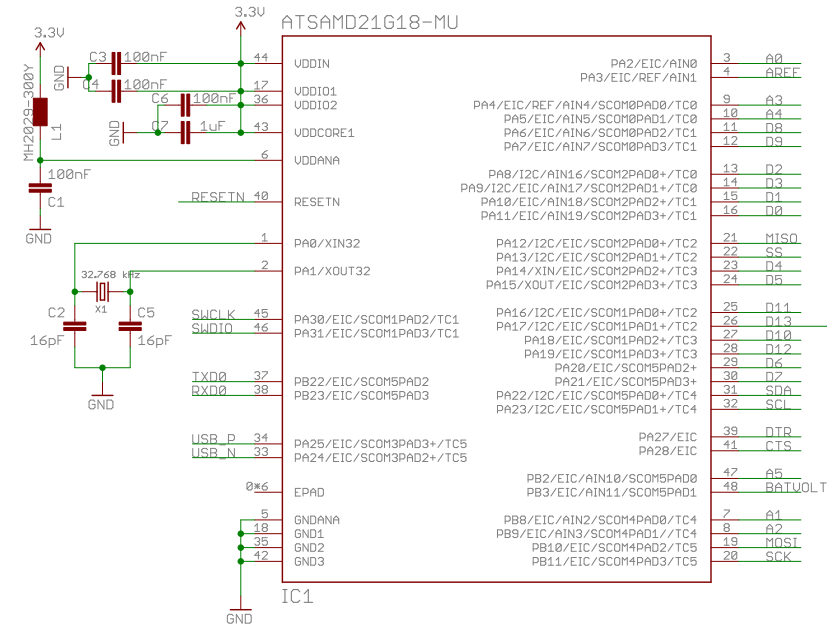 3.3V
ATSAMD21G18-MU
3.3V
C3 100nF
44 VDDIN
PA2/EIC/AIN0 3 A0
PA3/EIC/REF/AIN1 4 AREF
GND
C4 100nF
17 VDDIO1
36 VDDIO2
C6 100nF
PA4/EIC/REF/AIN4/SCOM0PAD0/TC0 9 A3
PA5/EIC/AIN5/SCOM0PAD1/TC0 10 A4
MH2029-300Y
L1
GND
C7 1uF
43 VDDCORE1
PA6/EIC/AIN6/SCOM0PAD2/TC1 11 D8
PA7/EIC/AIN7/SCOM0PAD3/TC1 12 D9
6 VDDANA
100nF
C1
PA8/I2C/AIN16/SCOM2PAD0+/TC0 13 D2
PA9/I2C/AIN17/SCOM2PAD1+/TC0 14 D3
RESETN 40 RESETN
PA10/EIC/AIN18/SCOM2PAD2+/TC1 15 D1
PA11/EIC/AIN19/SCOM2PAD3+/TC1 16 D0
GND
1 PA0/XIN32
PA12/I2C/EIC/SCOM2PAD0+/TC2 21 MISO
PA13/I2C/EIC/SCOM2PAD1+/TC2 22 SS
2 PA1/XOUT32
PA14/XIN/EIC/SCOM2PAD2+/TC3 23 D4
PA15/XOUT/EIC/SCOM2PAD3+/TC3 24 D5
32.768 kHz
X1
C2 C5
16pF 16pF
SWCLK 45 PA30/EIC/SCOM1PAD2/TC1
SWDIO 46 PA31/EIC/SCOM1PAD3/TC1
PA16/I2C/EIC/SCOM1PAD0+/TC2 25 D11
PA17/I2C/EIC/SCOM1PAD1+/TC2 26 D13
PA18/EIC/SCOM1PAD2+/TC3 27 D10
PA19/EIC/SCOM1PAD3+/TC3 28 D12
PA20/EIC/SCOM5PAD2+ 29 D6
TXD0 37 PB22/EIC/SCOM5PAD2
PA21/EIC/SCOM5PAD3+ 30 D7
RXD0 38 PB23/EIC/SCOM5PAD3
PA22/I2C/EIC/SCOM5PAD0+/TC4 31 SDA
PA23/I2C/EIC/SCOM5PAD1+/TC4 32 SCL
GND
USB_P 34 PA25/EIC/SCOM3PAD3+/TC5
PA27/EIC 39 DTR
USB_N 33 PA24/EIC/SCOM3PAD2+/TC5
PA28/EIC 41 CTS
PB2/EIC/AIN10/SCOM5PAD0 47 A5
0*6 EPAD
PB3/EIC/AIN11/SCOM5PAD1 48 BATVOLT
5 GNDANA
PB8/EIC/AIN2/SCOM4PAD0/TC4 7 A1
18 GND1
PB9/EIC/AIN3/SCOM4PAD1//TC4 8 A2
35 GND2
PB10/EIC/SCOM4PAD2/TC5 19 MOSI
42 GND3
PB11/EIC/SCOM4PAD3/TC5 20 SCK
IC1
GND